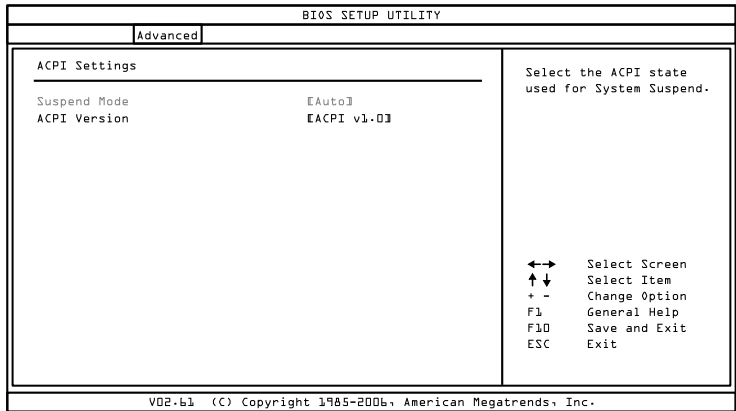 BIOS SETUP UTILITY
Advanced
ACPI Settings
Suspend Mode [Auto]
ACPI Version [ACPI v1.0]
Select the ACPI state
used for System Suspend.
←→ Select Screen
↑↓ Select Item
+ - Change Option
F1 General Help
F10 Save and Exit
ESC Exit
V02.61 (C) Copyright 1985-2006, American Megatrends, Inc.